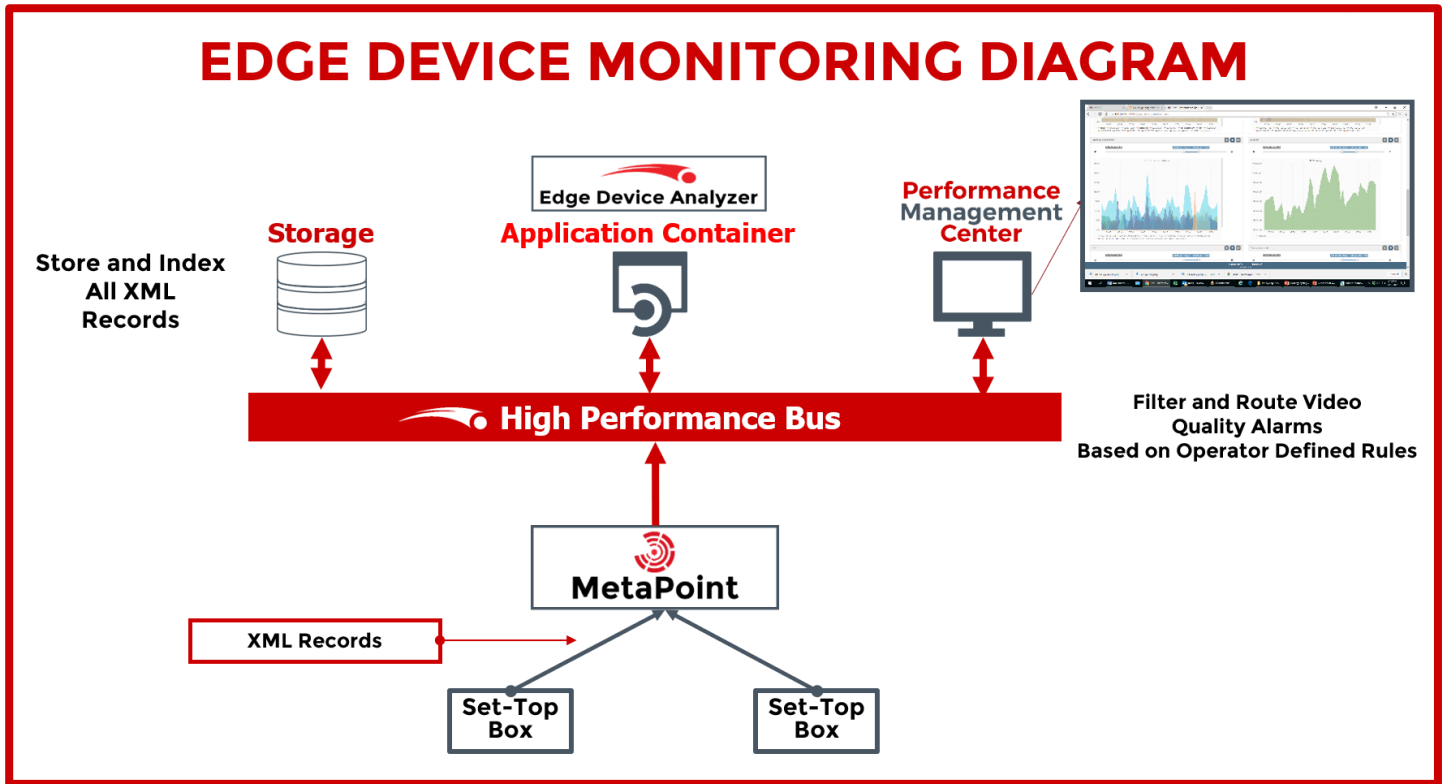 EDGE DEVICE MONITORING DIAGRAM
Edge Device Analyzer
Application Container
Storage
Store and Index
All XML
Records
Performance
Management
Center
High Performance Bus
Filter and Route Video
Quality Alarms
Based on Operator Defined Rules
MetaPoint
XML Records
Set-Top
Box
Set-Top
Box